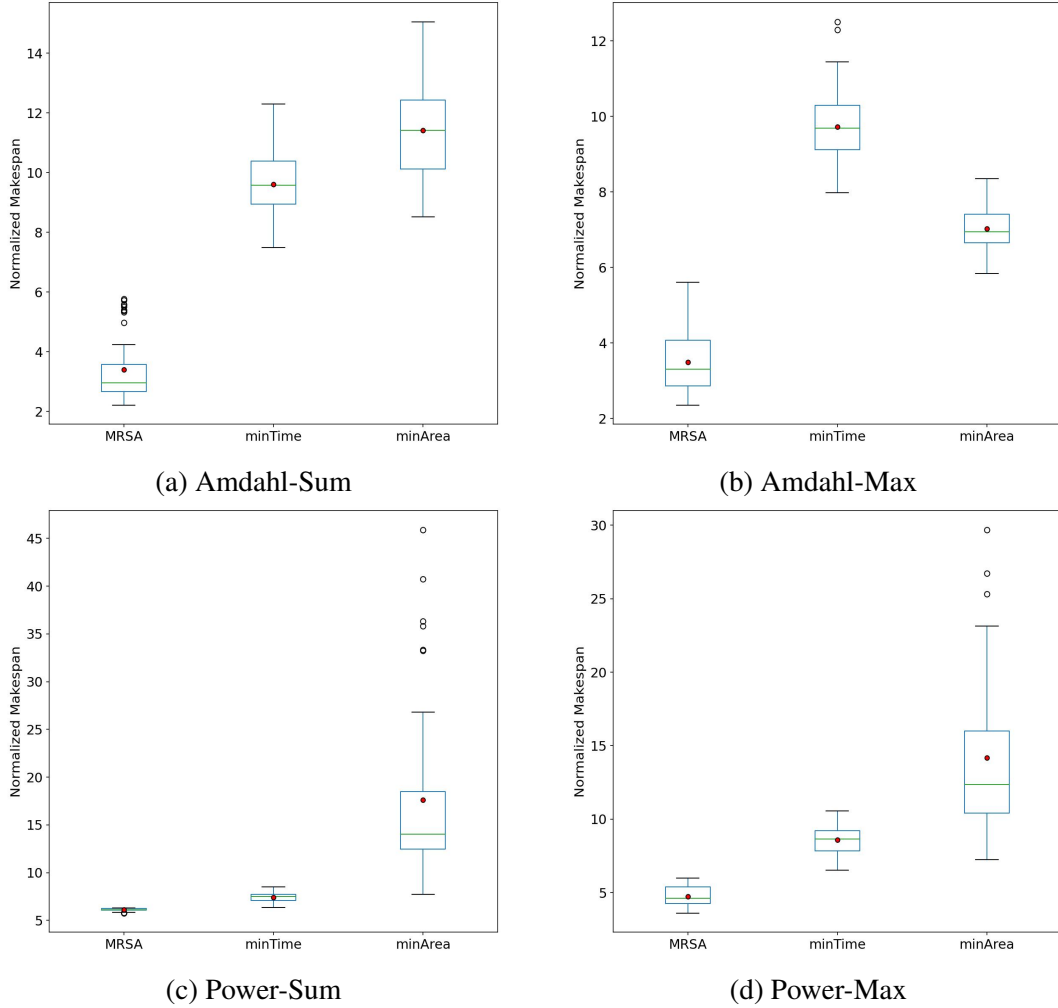 14
12
10
8
6
4
2
Normalized Makespan
MRSA
minTime
minArea
(a) Amdahl-Sum
12
10
8
6
4
2
Normalized Makespan
MRSA
minTime
minArea
(b) Amdahl-Max
45
40
35
30
25
20
15
10
5
Normalized Makespan
MRSA
minTime
minArea
(c) Power-Sum
30
25
20
15
10
5
Normalized Makespan
MRSA
minTime
minArea
(d) Power-Max